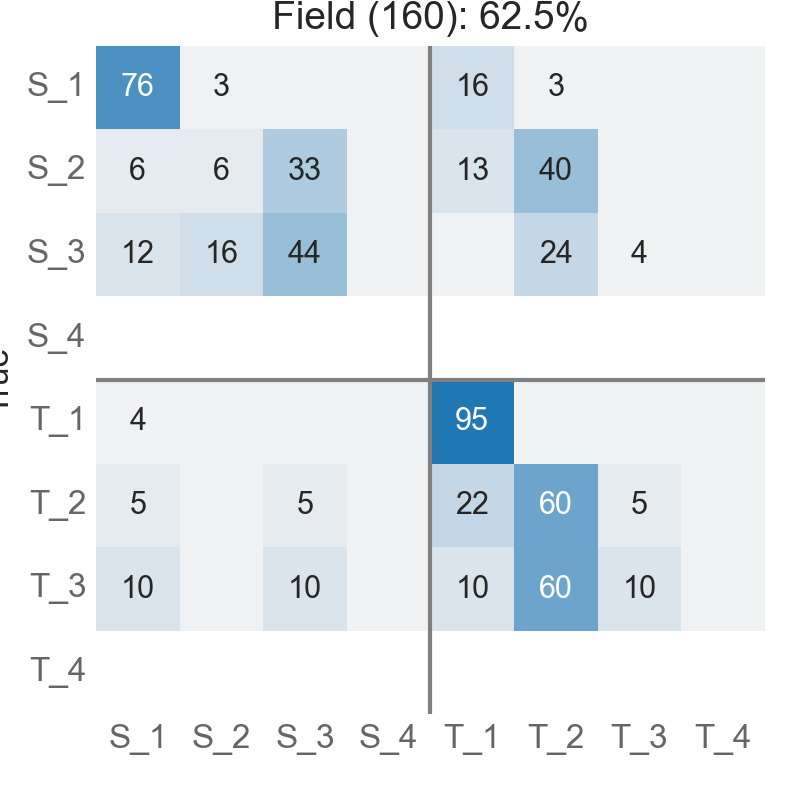 Field (160): 62.5%
S_1 76 3 16 3
S_2 6 6 33 13 40
S_3 12 16 44 24 4
S_4
T_1 4 95
T_2 5 5 22 60 5
T_3 10 10 10 60 10
T_4
S_1 S_2 S_3 S_4 T_1 T_2 T_3 T_4